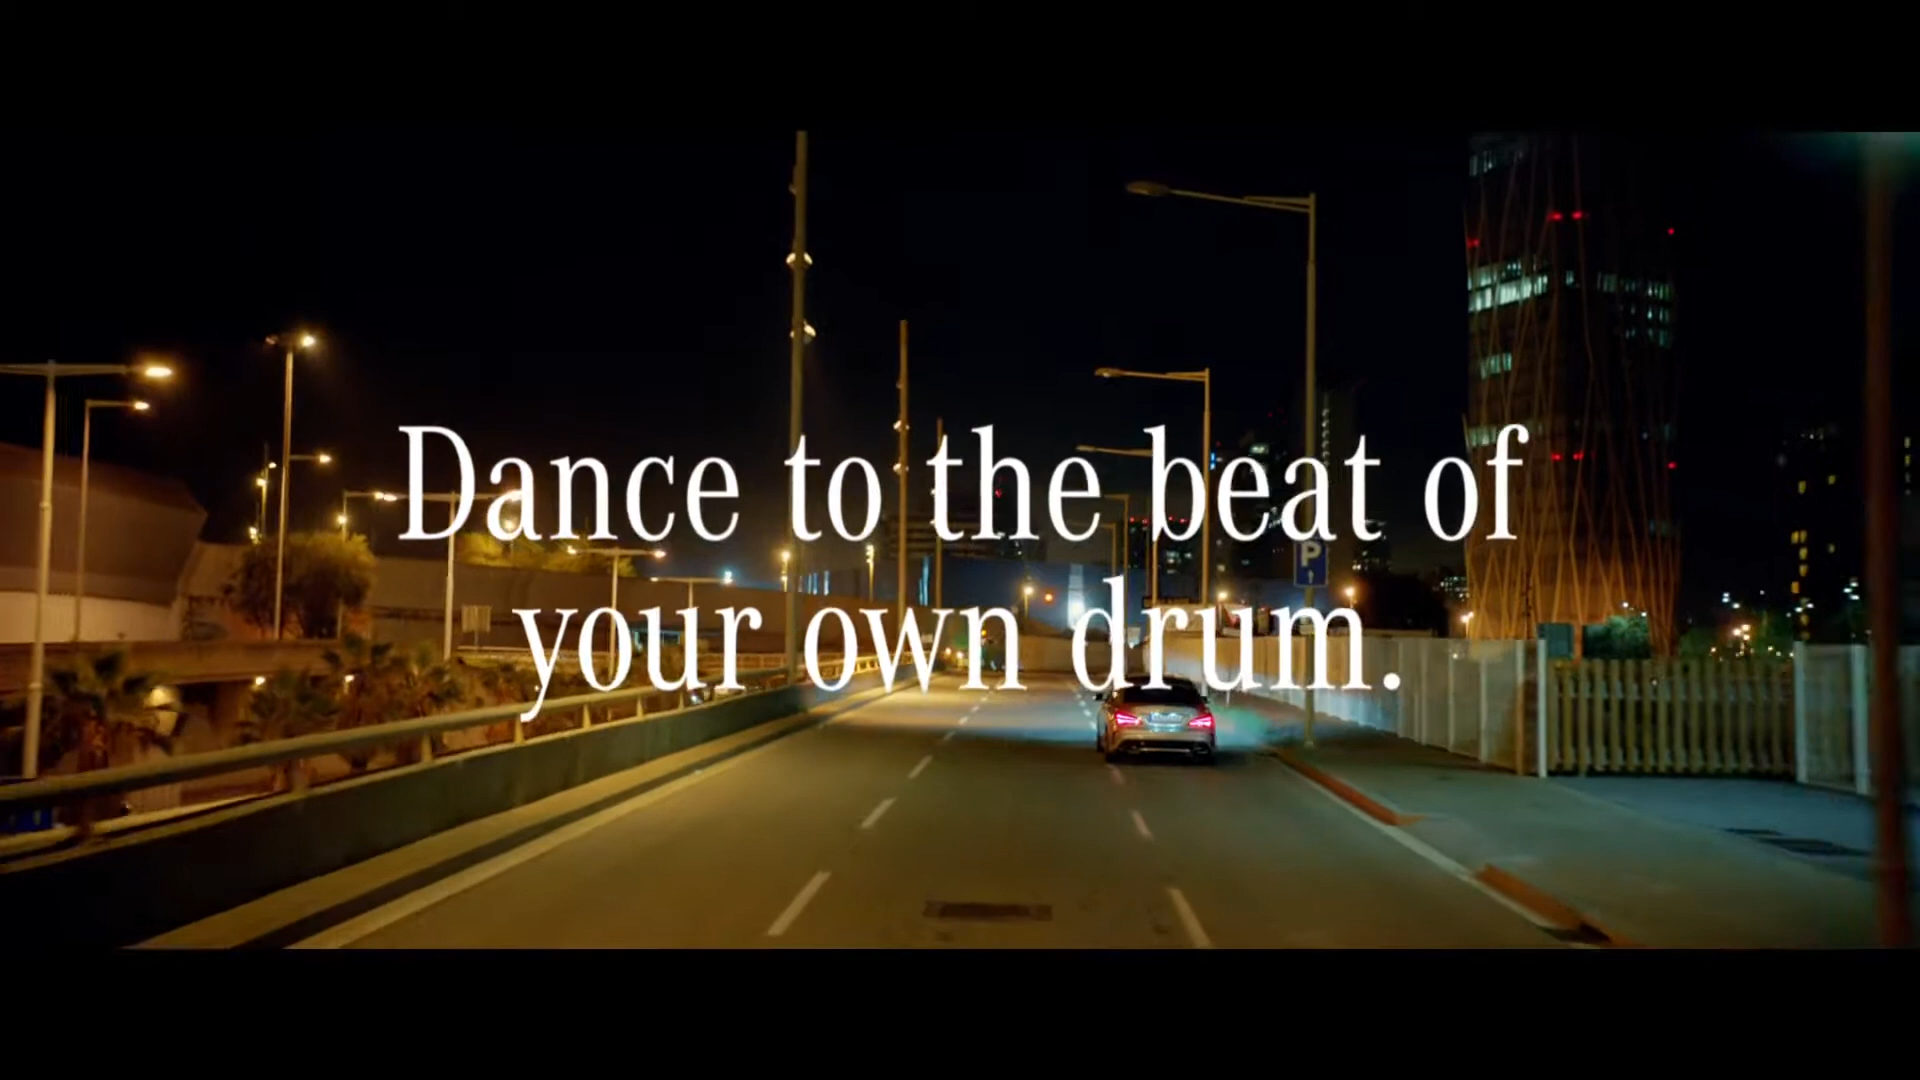 Dance to the beat of
your own drum.
P